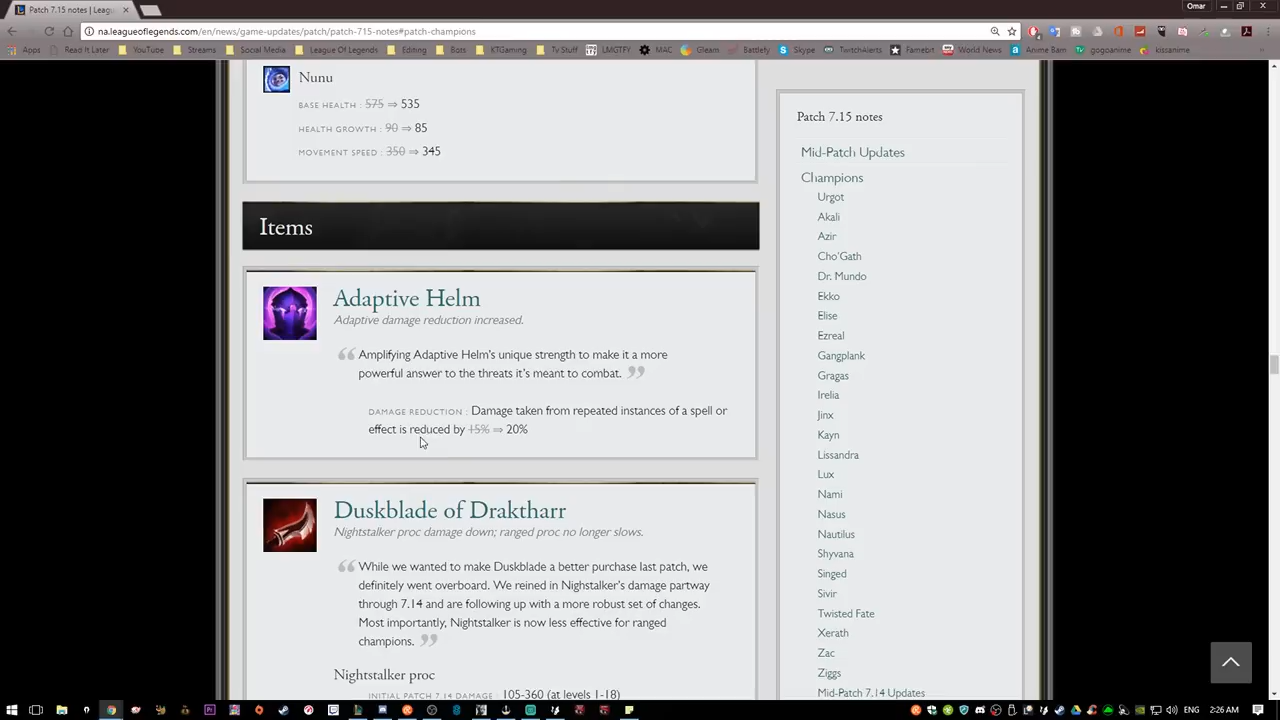 Patch 7.15 notes | Leagu
Omar
na.leagueoflegends.com/en/news/game-updates/patch/patch-715-notes#patch-champions
Apps Read It Later YouTube Streams Social Media League Of Legends Editing Bots KTGaming Tv Stuff LMGTFY MAC Gleam Battlefy Skype TwitchAlerts Famebit World News Anime Barn gogoanime kissanime
Nunu
BASE HEALTH : 575 ⇒ 535
HEALTH GROWTH : 90 ⇒ 85
MOVEMENT SPEED : 350 ⇒ 345
Items
Adaptive Helm
Adaptive damage reduction increased.
“ Amplifying Adaptive Helm's unique strength to make it a more
powerful answer to the threats it's meant to combat. ”
DAMAGE REDUCTION : Damage taken from repeated instances of a spell or
effect is reduced by 15% ⇒ 20%
Duskblade of Draktharr
Nightstalker proc damage down; ranged proc no longer slows.
“ While we wanted to make Duskblade a better purchase last patch, we
definitely went overboard. We reined in Nighstalker's damage partway
through 7.14 and are following up with a more robust set of changes.
Most importantly, Nightstalker is now less effective for ranged
champions. ”
Nightstalker proc
INITIAL PATCH 7.14 DAMAGE : 105-360 (at levels 1-18)
Patch 7.15 notes
Mid-Patch Updates
Champions
Urgot
Akali
Azir
Cho'Gath
Dr. Mundo
Ekko
Elise
Ezreal
Gangplank
Gragas
Irelia
Jinx
Kayn
Lissandra
Lux
Nami
Nasus
Nautilus
Shyvana
Singed
Sivir
Twisted Fate
Xerath
Zac
Ziggs
Mid-Patch 7.14 Updates
2:26 AM